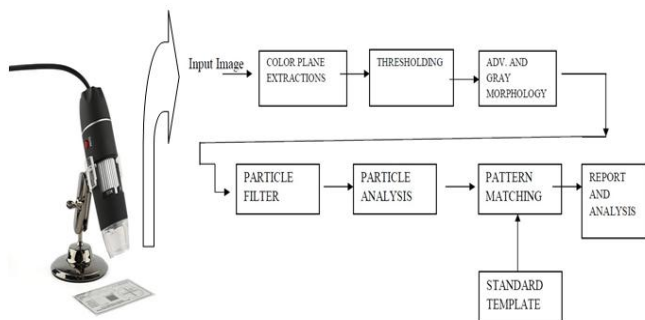 Input Image
COLOR PLANE
EXTRACTIONS
THRESHOLDING
ADV. AND
GRAY
MORPHOLOGY
PARTICLE
FILTER
PARTICLE
ANALYSIS
PATTERN
MATCHING
REPORT
AND
ANALYSIS
STANDARD
TEMPLATE